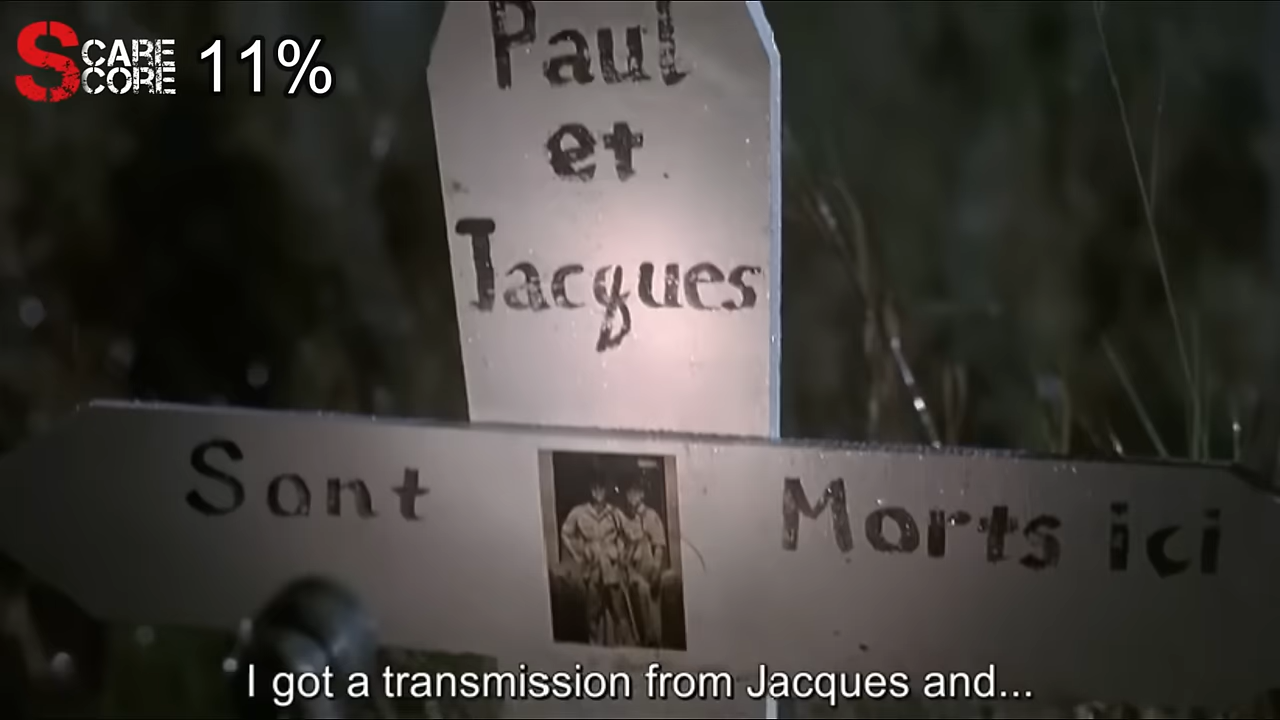 SCARE SCORE 11%
Paul
et
Jacques
Sont Morts ici
I got a transmission from Jacques and...